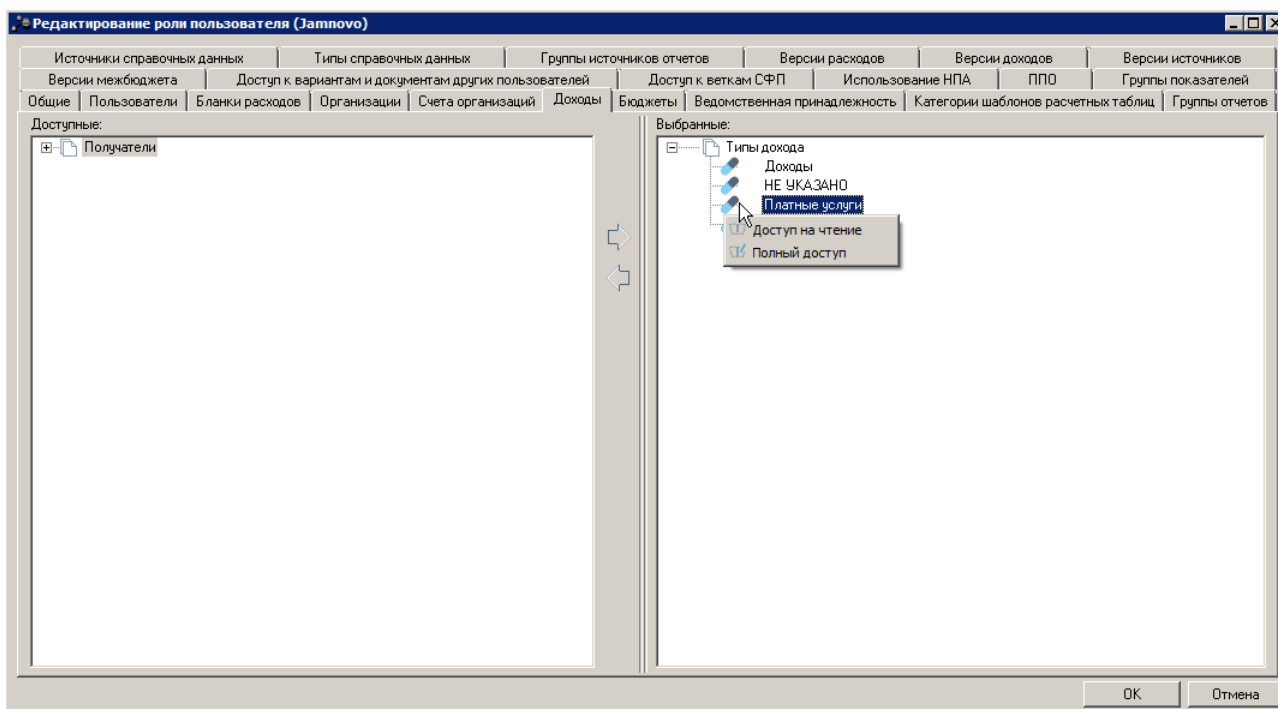 Редактирование роли пользователя (Jamnovo)
Источники справочных данных Типы справочных данных Группы источников отчетов Версии расходов Версии доходов Версии источников
Версии межбюджета Доступ к вариантам и документам других пользователей Доступ к веткам СФП Использование НПА ППО Группы показателей
Общие Пользователи Бланки расходов Организации Счета организаций Доходы Бюджеты Ведомственная принадлежность Категории шаблонов расчетных таблиц Группы отчетов
Доступные: Выбранные:
Получатели Типы дохода
Доходы
НЕ УКАЗАНО
Платные услуги
Доступ на чтение
Полный доступ
OK Отмена